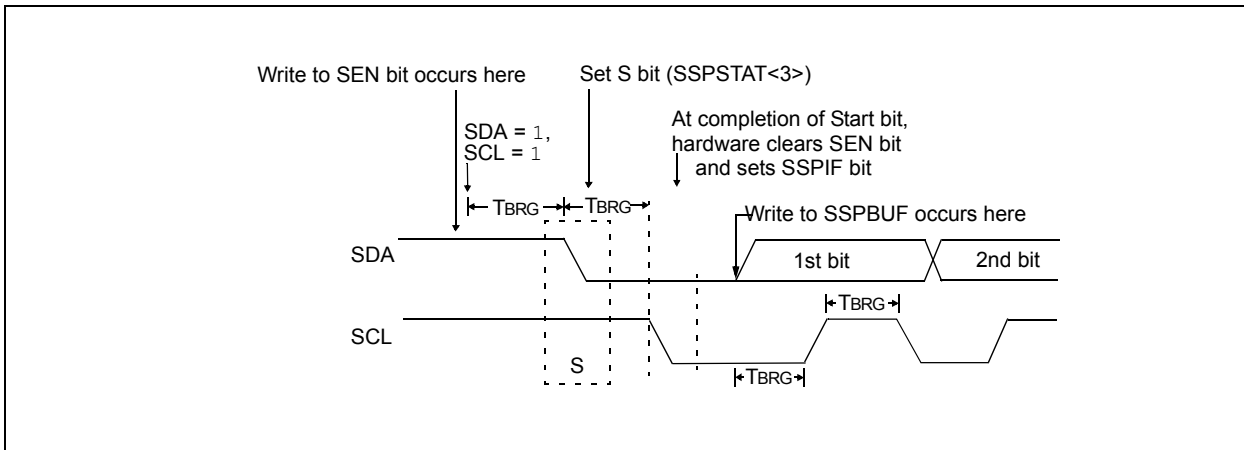 Write to SEN bit occurs here
Set S bit (SSPSTAT<3>)
SDA = 1,
SCL = 1
At completion of Start bit,
hardware clears SEN bit
and sets SSPIF bit
TBRG
TBRG
Write to SSPBUF occurs here
SDA
1st bit
2nd bit
TBRG
SCL
S
TBRG